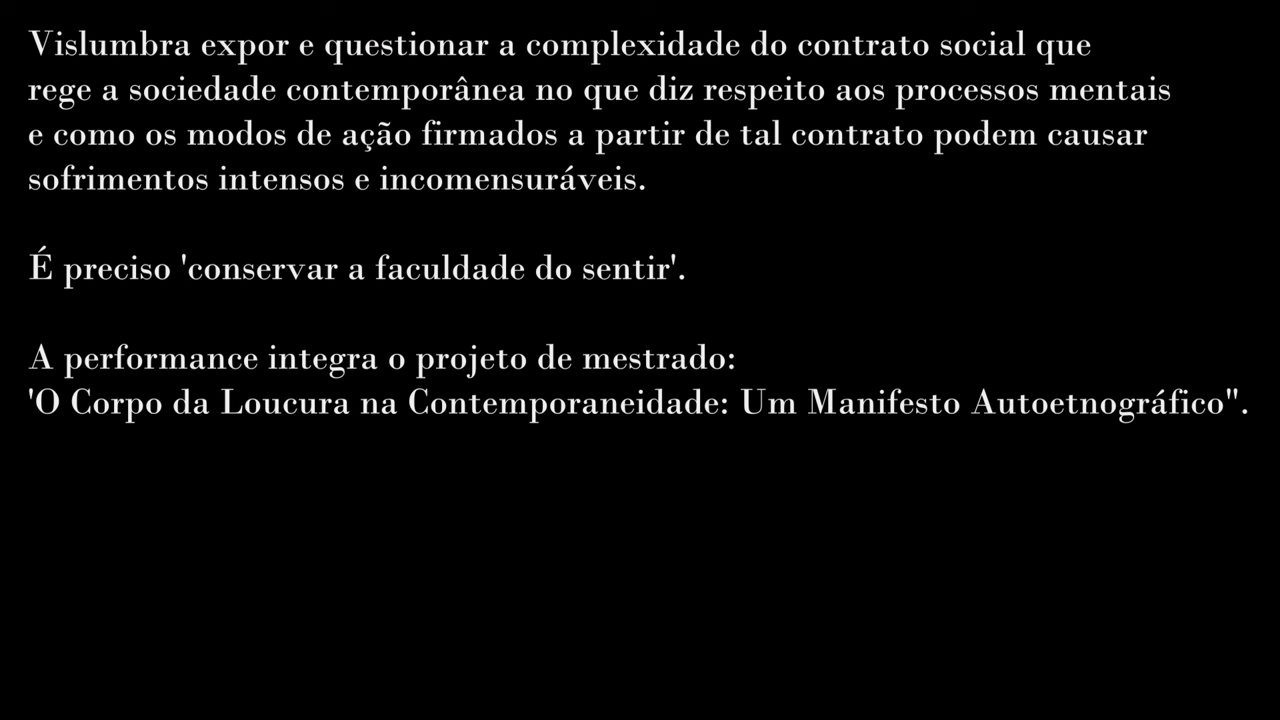 Vislumbra expor e questionar a complexidade do contrato social que
rege a sociedade contemporânea no que diz respeito aos processos mentais
e como os modos de ação firmados a partir de tal contrato podem causar
sofrimentos intensos e incomensuráveis.
É preciso 'conservar a faculdade do sentir'.
A performance integra o projeto de mestrado:
'O Corpo da Loucura na Contemporaneidade: Um Manifesto Autoetnográfico".